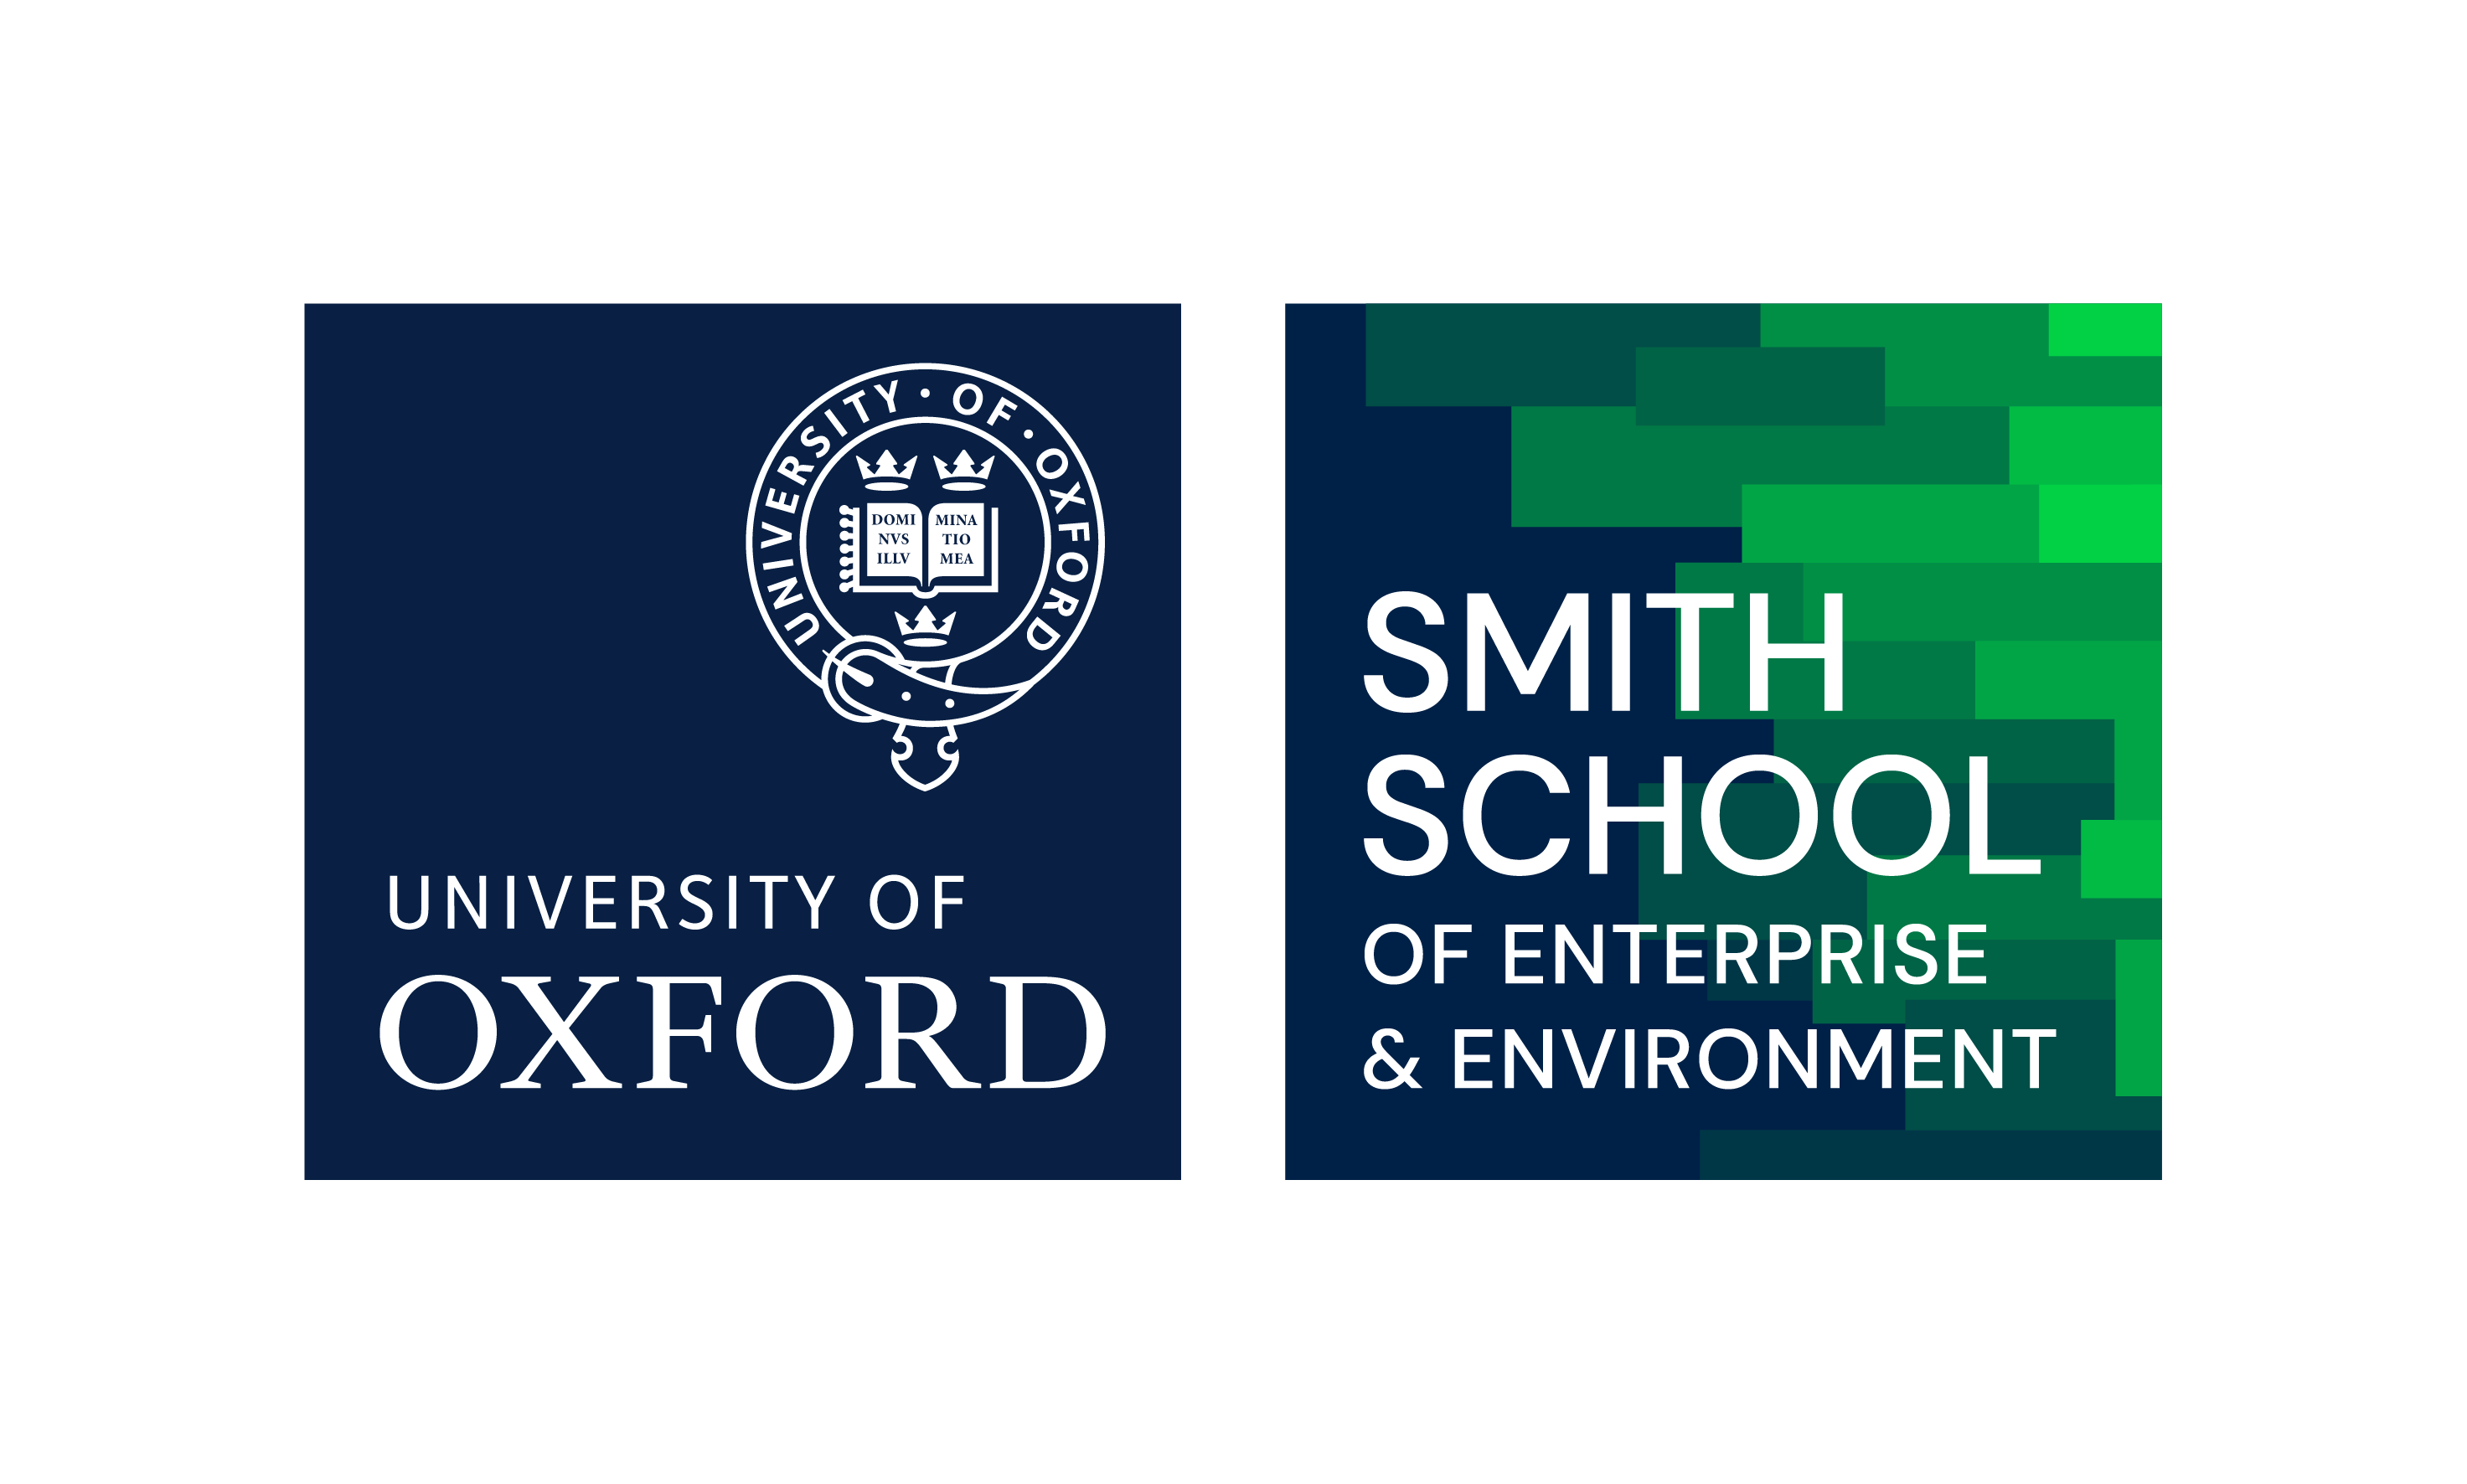 UNIVERSITY · OF · OXFORD
DOMI
NVS
ILLV
MINA
TIO
MEA
UNIVERSITY OF
OXFORD
SMITH
SCHOOL
OF ENTERPRISE
& ENVIRONMENT